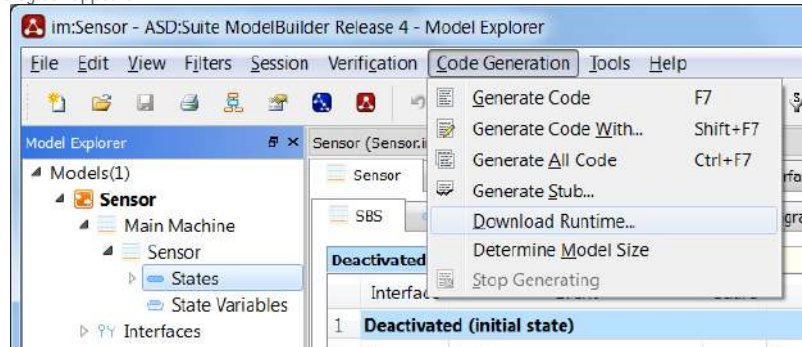 im:Sensor - ASD:Suite ModelBuilder Release 4 - Model Explorer
File Edit View Filters Session Verification Code Generation Tools Help
Model Explorer
Models(1)
Sensor
Main Machine
Sensor
States
State Variables
Interfaces
Sensor (Sensor.i
Sensor
SBS
Deactivated
Interfac
1 Deactivated (initial state)
Generate Code F7
Generate Code With... Shift+F7
Generate All Code Ctrl+F7
Generate Stub...
Download Runtime...
Determine Model Size
Stop Generating